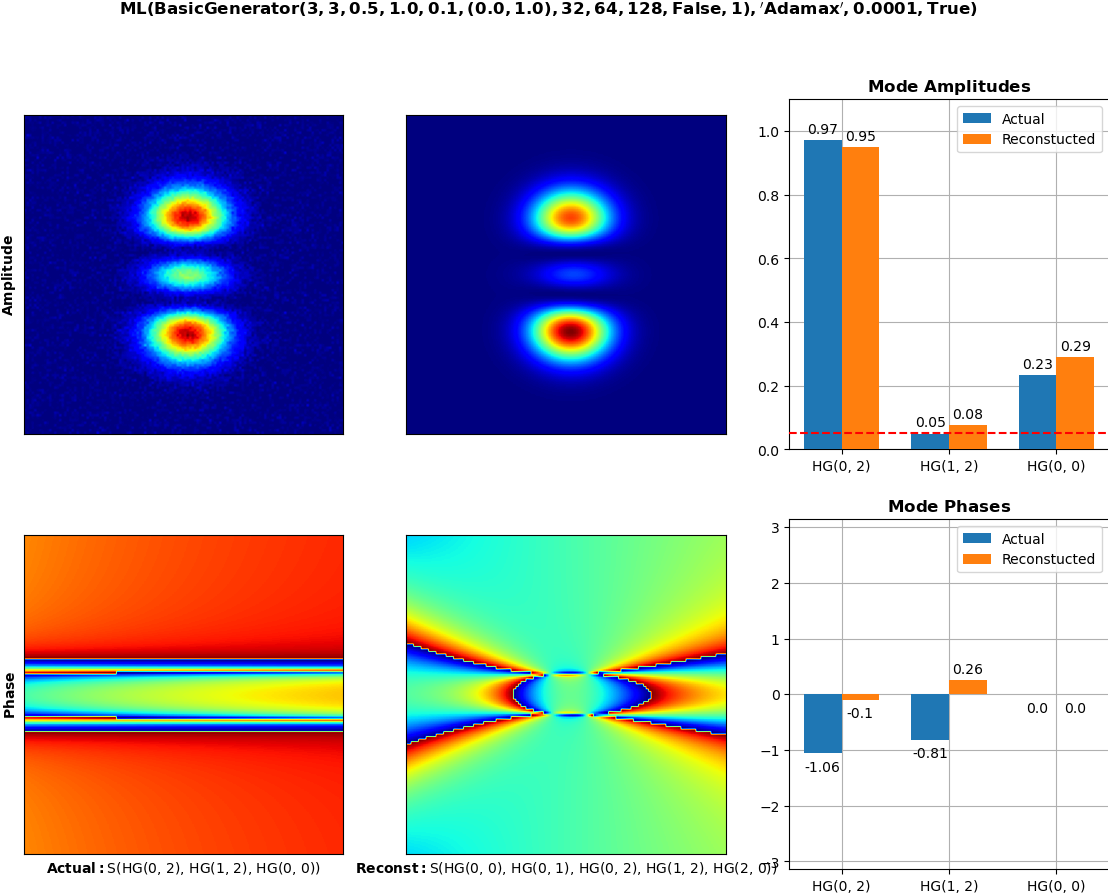 ML(BasicGenerator(3, 3, 0.5, 1.0, 0.1, (0.0, 1.0), 32, 64, 128, False, 1), ′Adamax′, 0.0001, True)
Amplitude
Mode Amplitudes
Actual
Reconstucted
1.0
0.8
0.6
0.4
0.2
0.0
0.97
0.95
0.05
0.08
0.23
0.29
HG(0, 2)
HG(1, 2)
HG(0, 0)
Phase
Mode Phases
Actual
Reconstucted
3
2
1
0
−1
−2
−3
-1.06
-0.1
-0.81
0.26
0.0
0.0
HG(0, 2)
HG(1, 2)
HG(0, 0)
Actual: S(HG(0, 2), HG(1, 2), HG(0, 0))
Reconst: S(HG(0, 0), HG(0, 1), HG(0, 2), HG(1, 2), HG(2, 0))